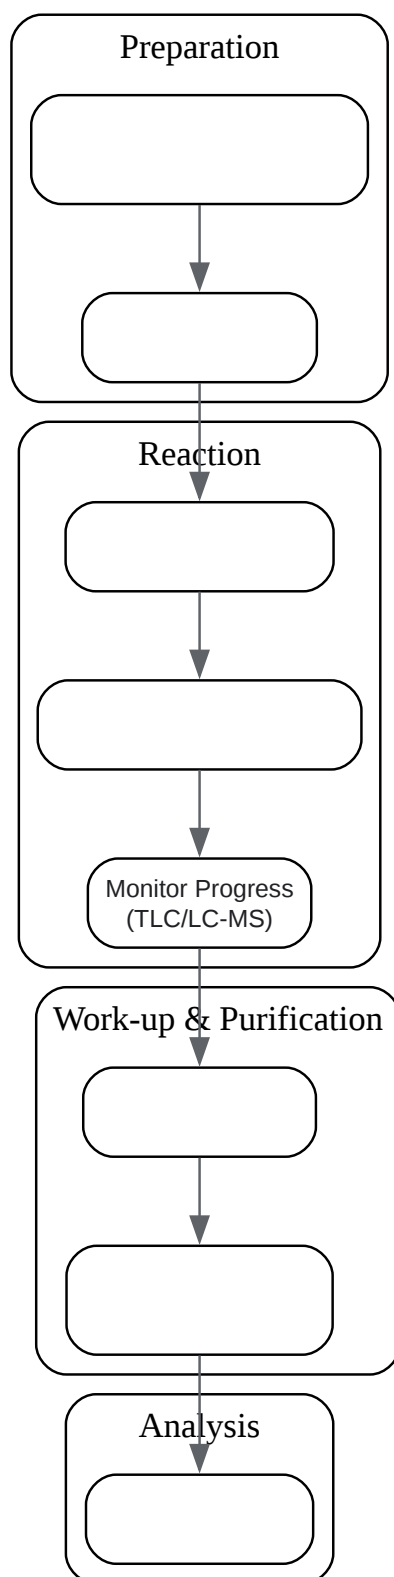 Preparation
Reaction
Monitor Progress
(TLC/LC-MS)
Work-up & Purification
Analysis